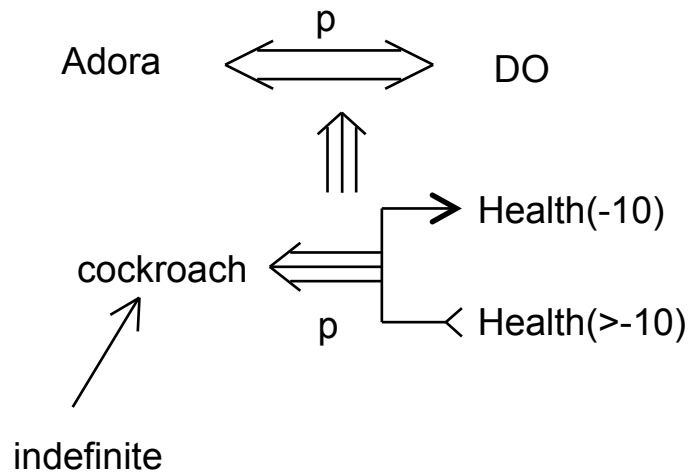 p
Adora
DO
Health(-10)
cockroach
p
Health(>-10)
indefinite